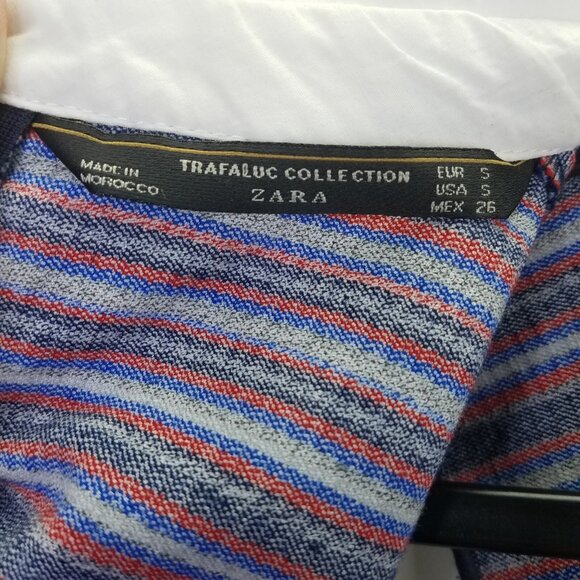 MADE IN
MOROCCO
TRAFALUC COLLECTION
ZARA
EUR S
USA S
MEX 26